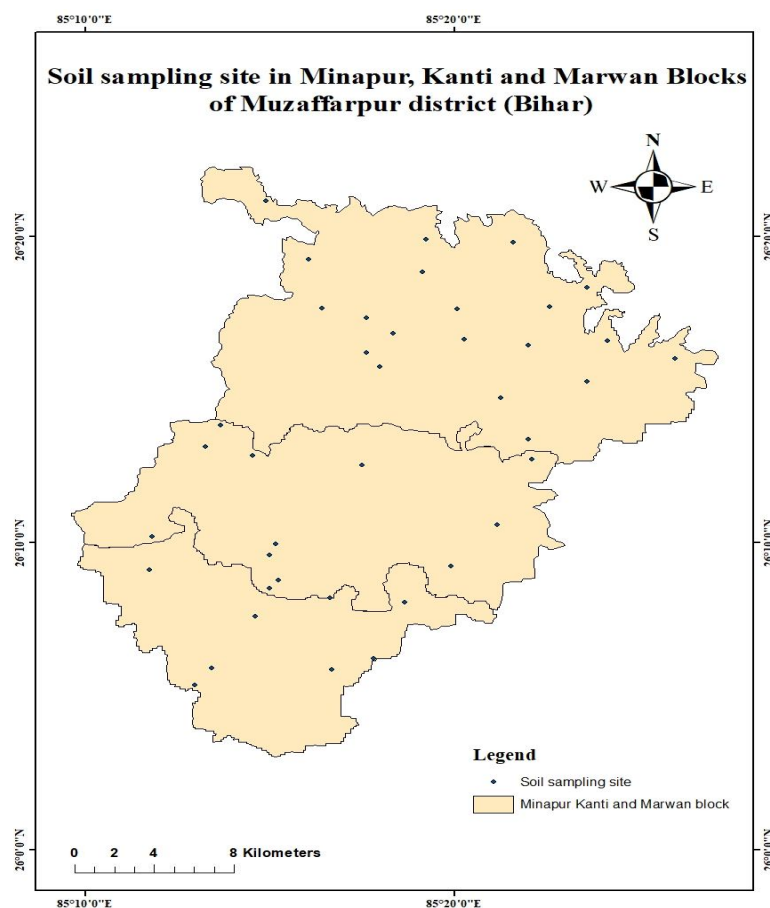 85°10'0"E 85°20'0"E
Soil sampling site in Minapur, Kanti and Marwan Blocks
of Muzaffarpur district (Bihar)
N
W E
S
26°20'0"N 26°20'0"N
26°10'0"N 26°10'0"N
Legend
Soil sampling site
Minapur Kanti and Marwan block
26°0'0"N 26°0'0"N
0 2 4 8 Kilometers
85°10'0"E 85°20'0"E